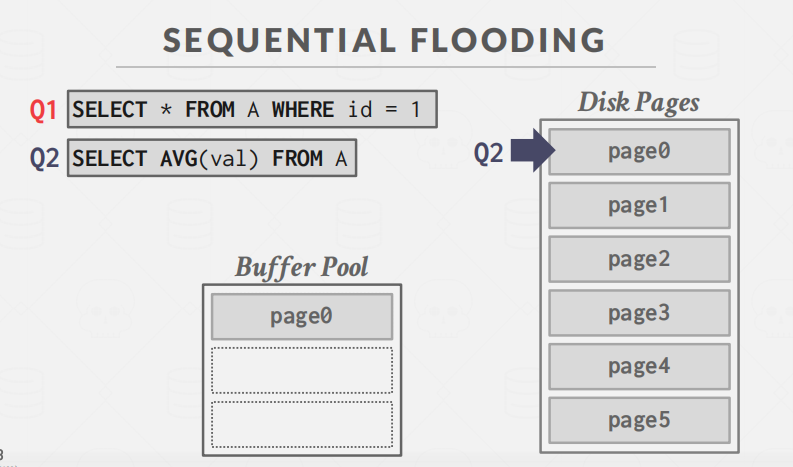 SEQUENTIAL FLOODING
Q1 SELECT * FROM A WHERE id = 1
Q2 SELECT AVG(val) FROM A
Buffer Pool
page0
Disk Pages
Q2
page0
page1
page2
page3
page4
page5